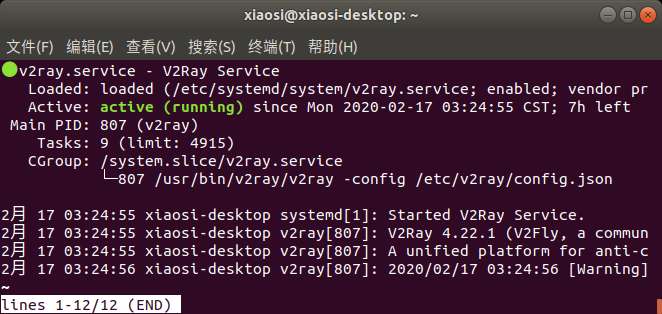 xiaosi@xiaosi-desktop: ~
文件(F) 编辑(E) 查看(V) 搜索(S) 终端(T) 帮助(H)
v2ray.service - V2Ray Service
Loaded: loaded (/etc/systemd/system/v2ray.service; enabled; vendor pr
Active: active (running) since Mon 2020-02-17 03:24:55 CST; 7h left
Main PID: 807 (v2ray)
Tasks: 9 (limit: 4915)
CGroup: /system.slice/v2ray.service
└─807 /usr/bin/v2ray/v2ray -config /etc/v2ray/config.json
2月 17 03:24:55 xiaosi-desktop systemd[1]: Started V2Ray Service.
2月 17 03:24:55 xiaosi-desktop v2ray[807]: V2Ray 4.22.1 (V2Fly, a commun
2月 17 03:24:55 xiaosi-desktop v2ray[807]: A unified platform for anti-c
2月 17 03:24:56 xiaosi-desktop v2ray[807]: 2020/02/17 03:24:56 [Warning]
~
lines 1-12/12 (END)